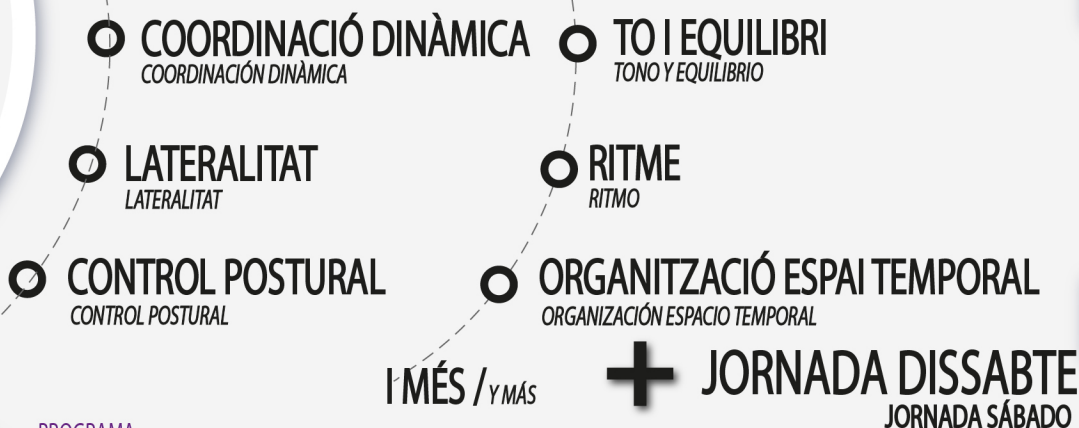 COORDINACIÓ DINÀMICA
COORDINACIÓN DINÀMICA
TO I EQUILIBRI
TONO Y EQUILIBRIO
LATERALITAT
LATERALITAT
RITME
RITMO
CONTROL POSTURAL
CONTROL POSTURAL
ORGANITZACIÓ ESPAI TEMPORAL
ORGANIZACIÓN ESPACIO TEMPORAL
I MÉS / Y MÁS
+ JORNADA DISSABTE
JORNADA SÁBADO
PROGRAMA